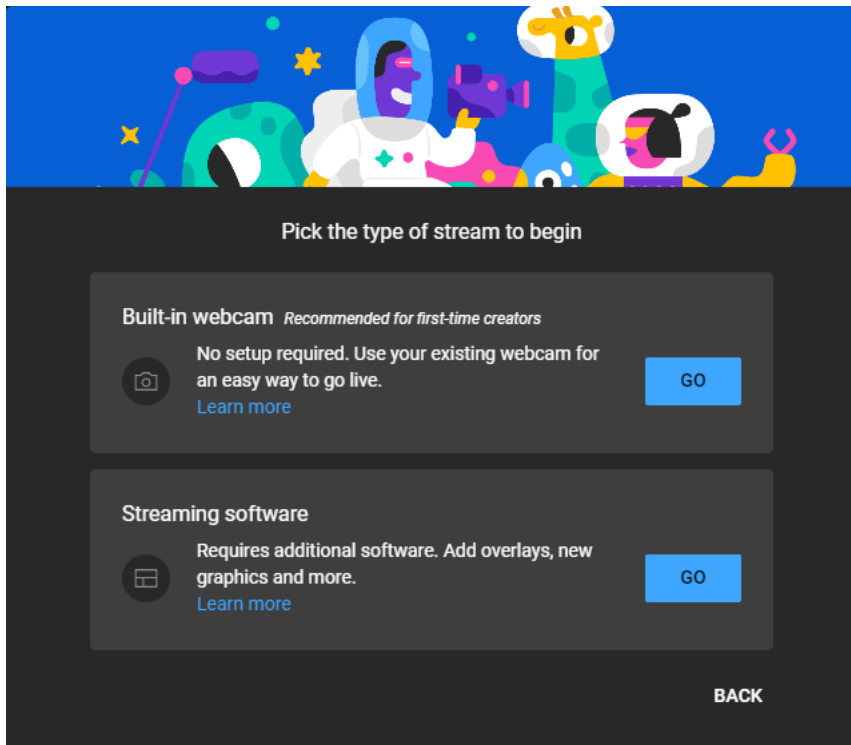 Pick the type of stream to begin
Built-in webcam Recommended for first-time creators
No setup required. Use your existing webcam for
an easy way to go live.
Learn more
GO
Streaming software
Requires additional software. Add overlays, new
graphics and more.
Learn more
GO
BACK